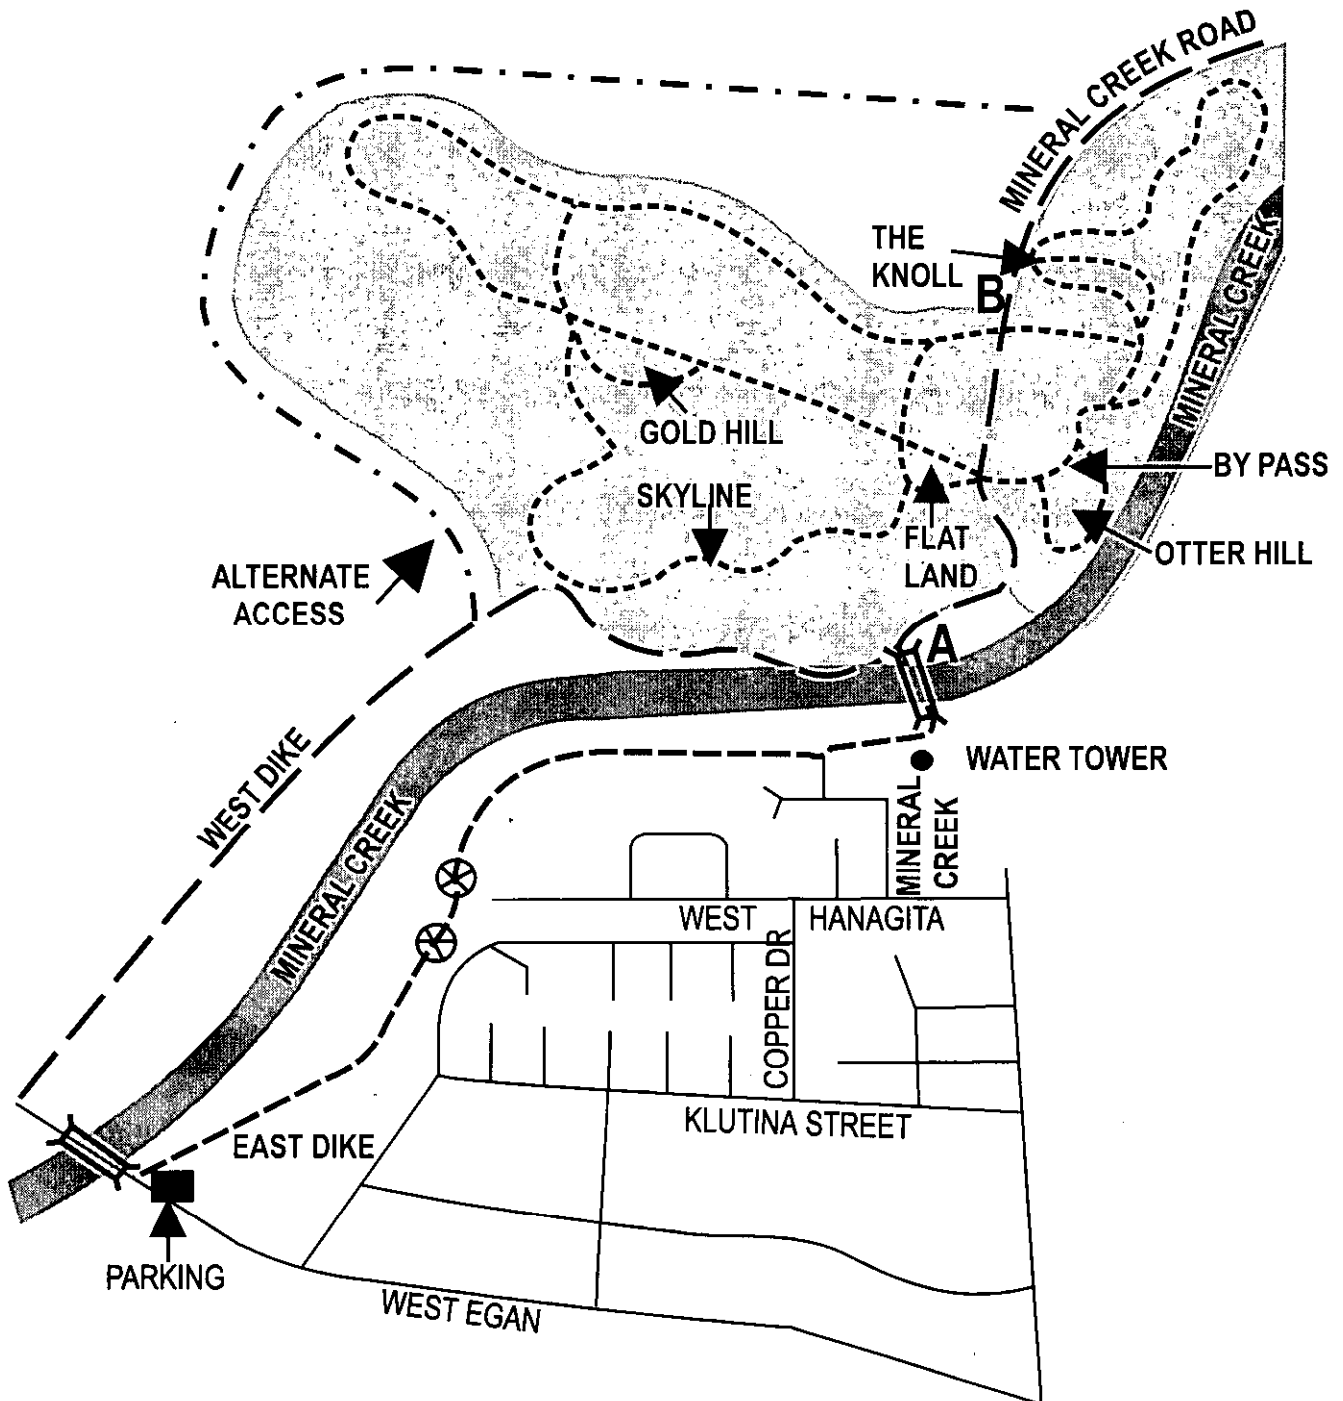 MINERAL CREEK ROAD
THE
KNOLL
B
MINERAL CREEK
GOLD HILL
BY PASS
SKYLINE
FLAT
LAND
OTTER HILL
ALTERNATE
ACCESS
A
WEST DIKE
WATER TOWER
MINERAL CREEK
MINERAL
CREEK
WEST HANAGITA
COPPER DR
KLUTINA STREET
EAST DIKE
PARKING
WEST EGAN